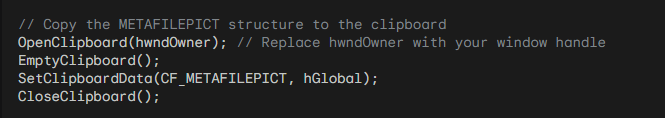 // Copy the METAFILEPICT structure to the clipboard
OpenClipboard(hwndOwner); // Replace hwndOwner with your window handle
EmptyClipboard();
SetClipboardData(CF_METAFILEPICT, hGlobal);
CloseClipboard();